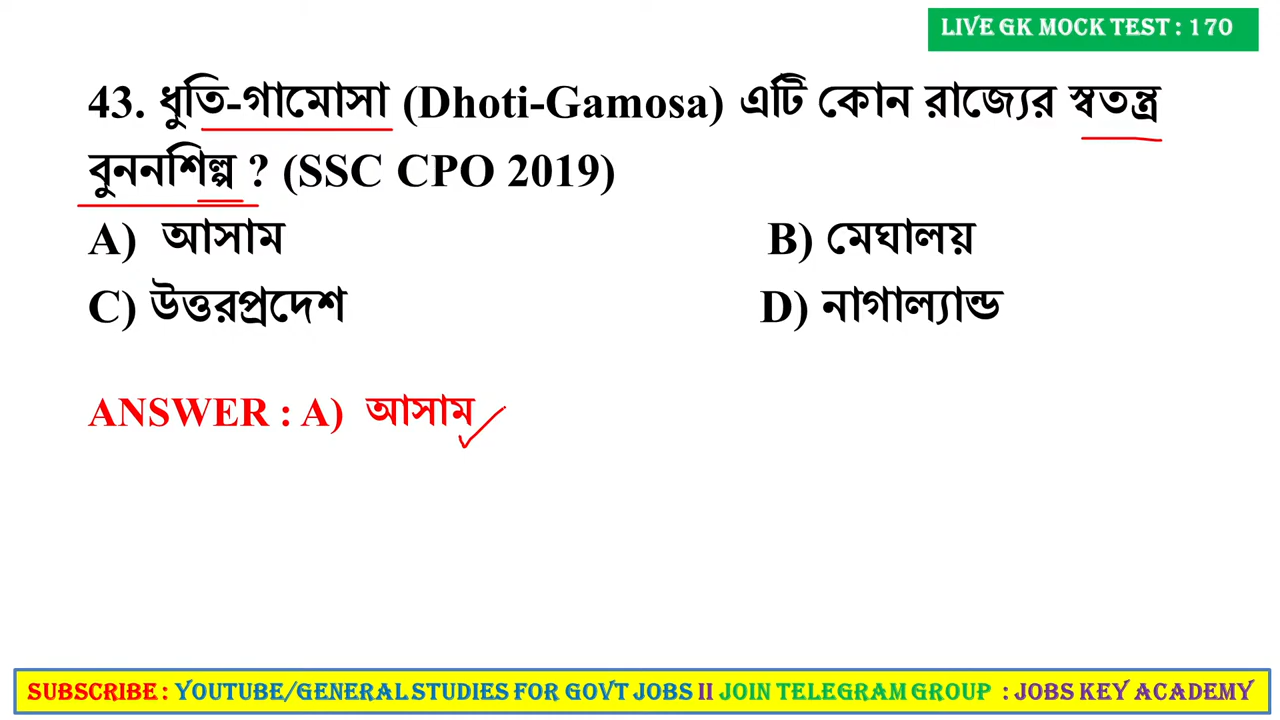 LIVE GK MOCK TEST : 170
43. ধুতি-গামোসা (Dhoti-Gamosa) এটি কোন রাজ্যের স্বতন্ত্র
বুননশিল্প ? (SSC CPO 2019)
A) আসাম B) মেঘালয়
C) উত্তরপ্রদেশ D) নাগাল্যান্ড
ANSWER : A) আসাম
SUBSCRIBE : YOUTUBE/GENERAL STUDIES FOR GOVT JOBS II JOIN TELEGRAM GROUP : JOBS KEY ACADEMY